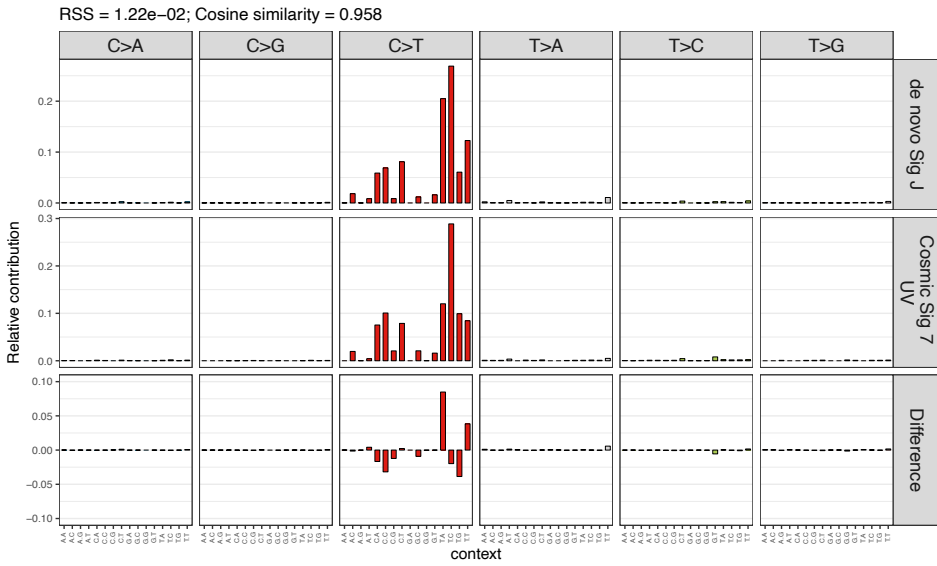 RSS = 1.22e−02; Cosine similarity = 0.958
C>A C>G C>T T>A T>C T>G
Relative contribution
0.2
0.1
0.0
de novo Sig J
0.3
0.2
0.1
0.0
Cosmic Sig 7
UV
0.10
0.05
0.00
−0.05
−0.10
Difference
A.A A.C A.G A.T C.A C.C C.G C.T G.A G.C G.G G.T T.A T.C T.G T.T
A.A A.C A.G A.T C.A C.C C.G C.T G.A G.C G.G G.T T.A T.C T.G T.T
A.A A.C A.G A.T C.A C.C C.G C.T G.A G.C G.G G.T T.A T.C T.G T.T
A.A A.C A.G A.T C.A C.C C.G C.T G.A G.C G.G G.T T.A T.C T.G T.T
A.A A.C A.G A.T C.A C.C C.G C.T G.A G.C G.G G.T T.A T.C T.G T.T
A.A A.C A.G A.T C.A C.C C.G C.T G.A G.C G.G G.T T.A T.C T.G T.T
context